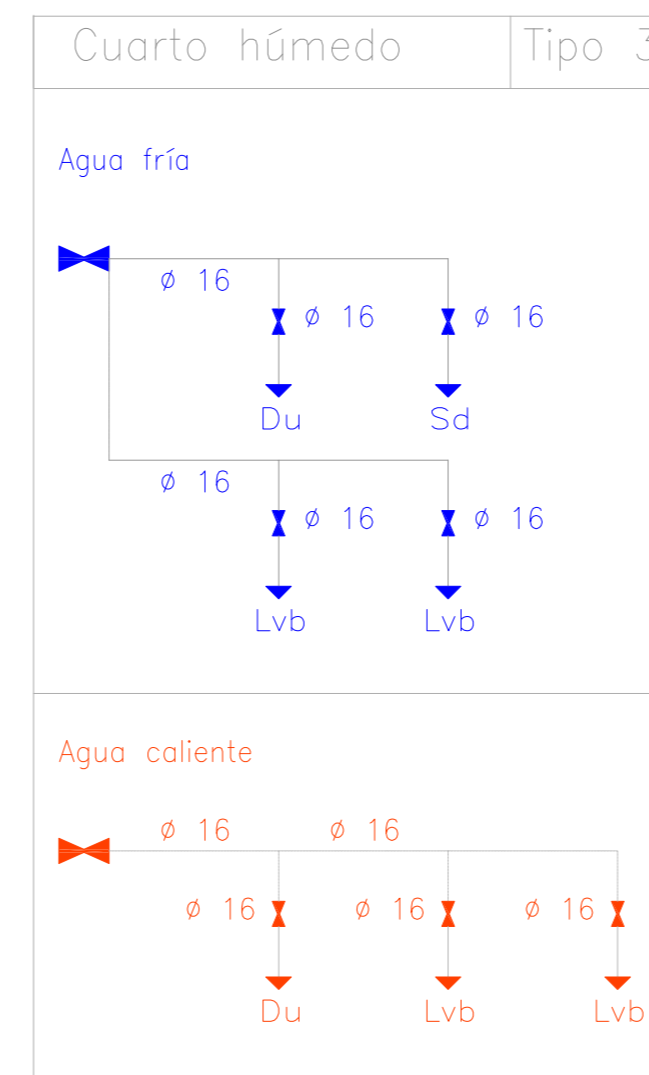 Cuarto húmedo Tipo 3
Agua fría
ø 16
ø 16 ø 16
Du Sd
ø 16
ø 16 ø 16
Lvb Lvb
Agua caliente
ø 16 ø 16
ø 16 ø 16 ø 16
Du Lvb Lvb